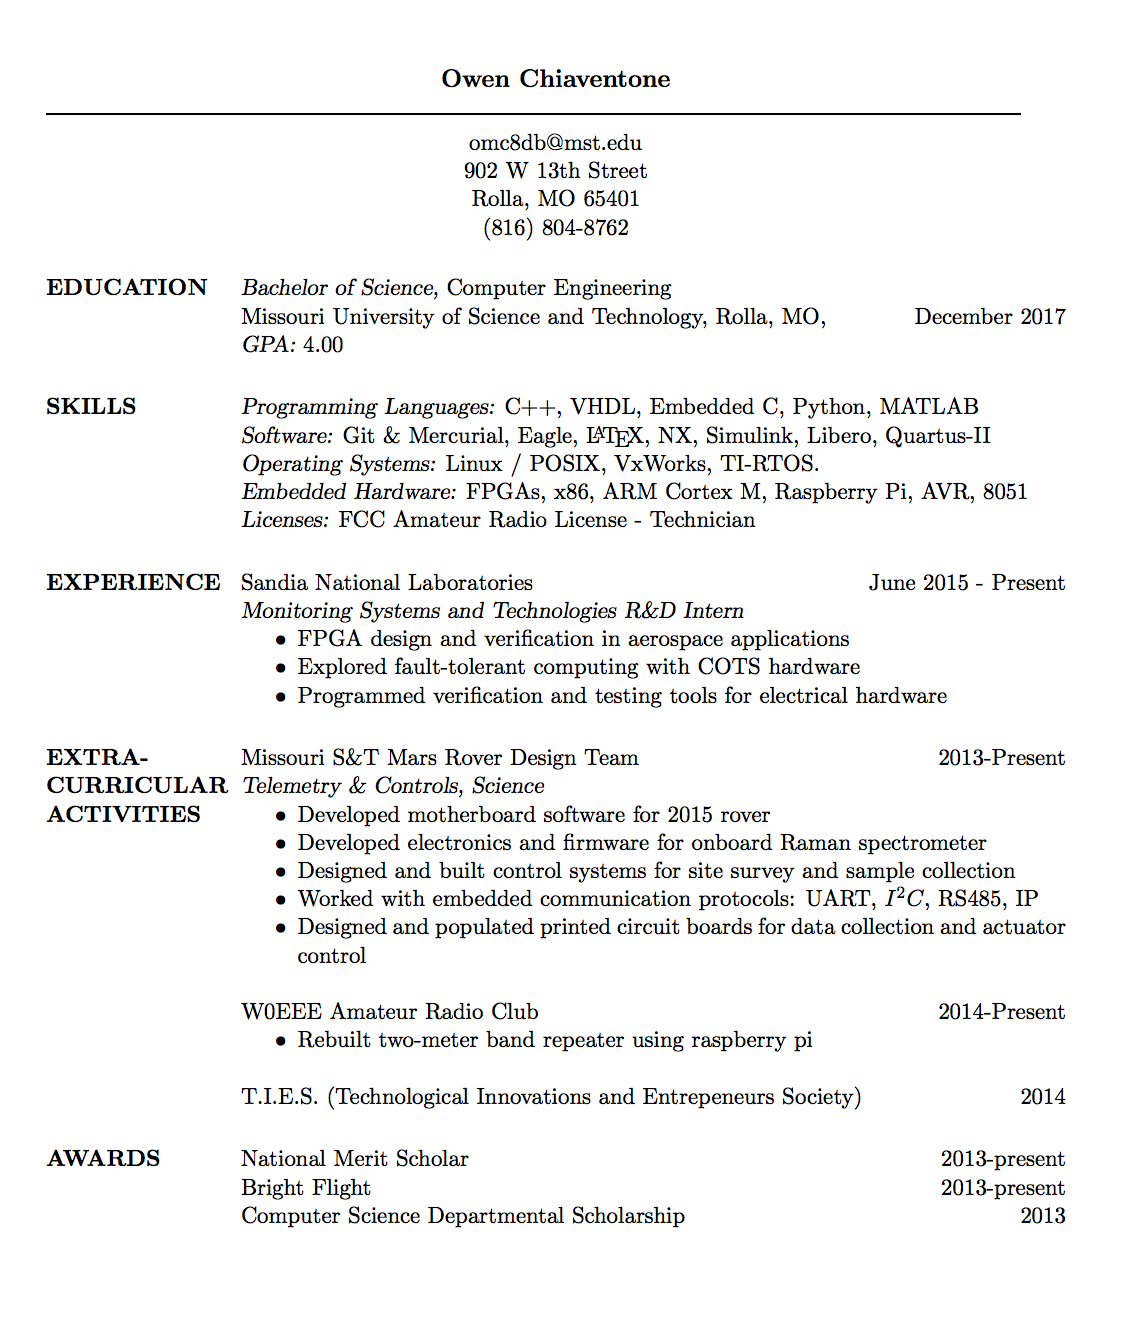 Owen Chiaventone
omc8db@mst.edu
902 W 13th Street
Rolla, MO 65401
(816) 804-8762
EDUCATION Bachelor of Science, Computer Engineering
Missouri University of Science and Technology, Rolla, MO, December 2017
GPA: 4.00
SKILLS Programming Languages: C++, VHDL, Embedded C, Python, MATLAB
Software: Git & Mercurial, Eagle, LATEX, NX, Simulink, Libero, Quartus-II
Operating Systems: Linux / POSIX, VxWorks, TI-RTOS.
Embedded Hardware: FPGAs, x86, ARM Cortex M, Raspberry Pi, AVR, 8051
Licenses: FCC Amateur Radio License - Technician
EXPERIENCE Sandia National Laboratories June 2015 - Present
Monitoring Systems and Technologies R&D Intern
• FPGA design and verification in aerospace applications
• Explored fault-tolerant computing with COTS hardware
• Programmed verification and testing tools for electrical hardware
EXTRA- Missouri S&T Mars Rover Design Team 2013-Present
CURRICULAR Telemetry & Controls, Science
ACTIVITIES • Developed motherboard software for 2015 rover
• Developed electronics and firmware for onboard Raman spectrometer
• Designed and built control systems for site survey and sample collection
• Worked with embedded communication protocols: UART, I²C, RS485, IP
• Designed and populated printed circuit boards for data collection and actuator
control
W0EEE Amateur Radio Club 2014-Present
• Rebuilt two-meter band repeater using raspberry pi
T.I.E.S. (Technological Innovations and Entrepeneurs Society) 2014
AWARDS National Merit Scholar 2013-present
Bright Flight 2013-present
Computer Science Departmental Scholarship 2013